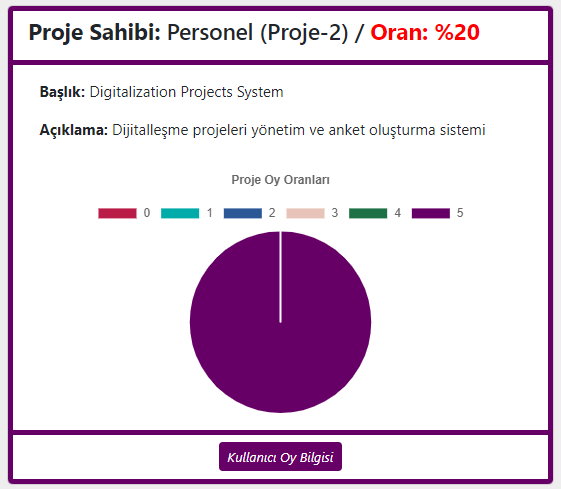 Proje Sahibi: Personel (Proje-2) / Oran: %20
Başlık: Digitalization Projects System
Açıklama: Dijitalleşme projeleri yönetim ve anket oluşturma sistemi
Proje Oy Oranları
0 1 2 3 4 5
Kullanıcı Oy Bilgisi